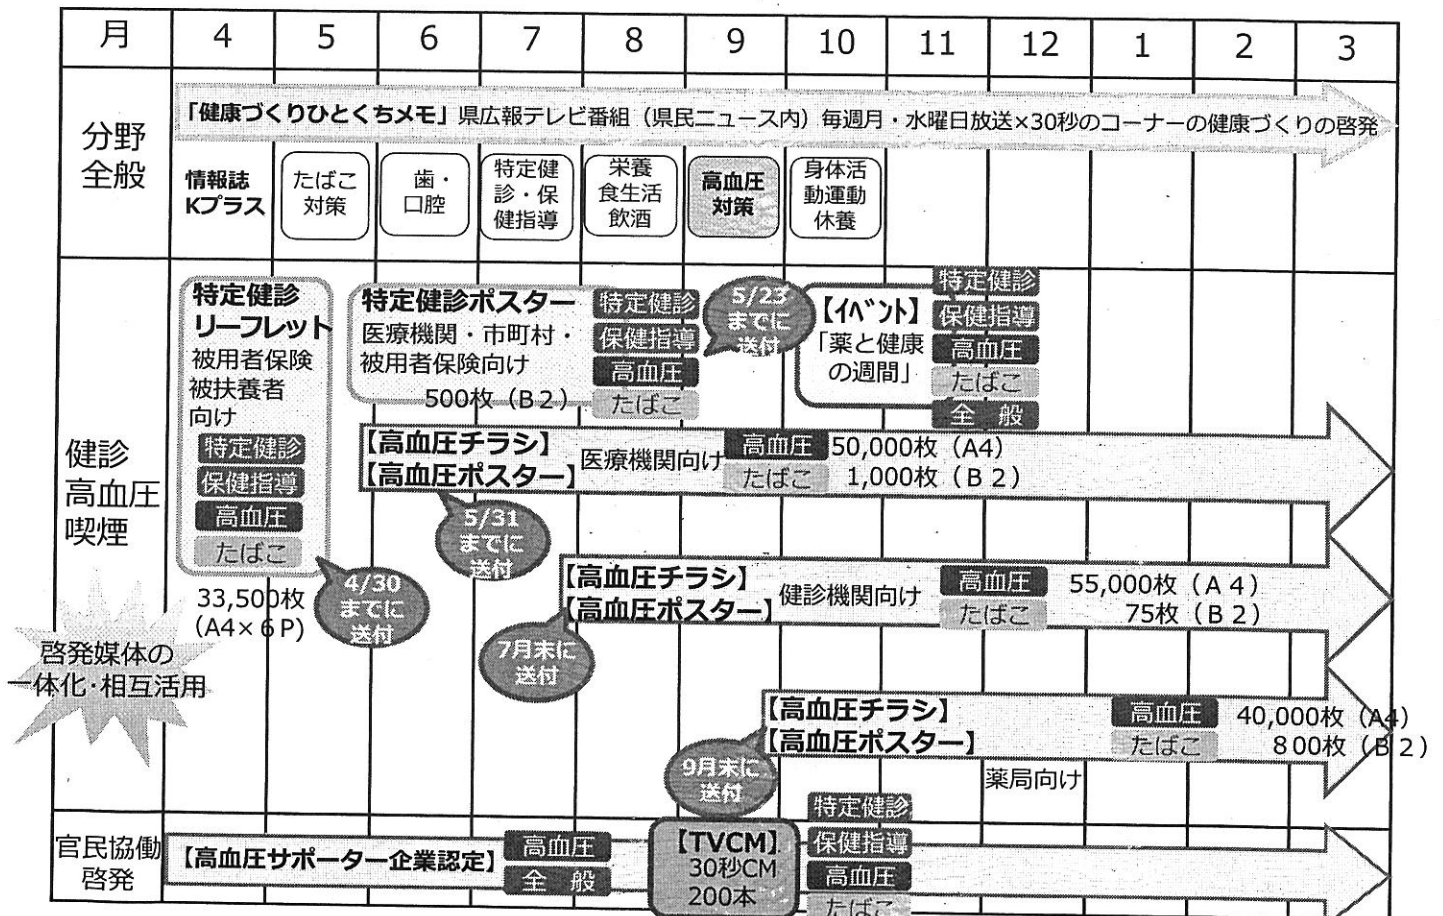 月 4 5 6 7 8 9 10 11 12 1 2 3
分野
全般
「健康づくりひとくちメモ」県広報テレビ番組（県民ニュース内）毎週月・水曜日放送×30秒のコーナーの健康づくりの啓発
情報誌
Kプラス
たばこ
対策
歯・
口腔
特定健
診・保
健指導
栄養
食生活
飲酒
高血圧
対策
身体活
動運動
休養
健診
高血圧
喫煙
特定健診
リーフレット
被用者保険
被扶養者
向け
特定健診
保健指導
高血圧
たばこ
33,500枚
(A4×６P)
4/30
までに
送付
特定健診ポスター
医療機関・市町村・
被用者保険向け
500枚（B２）
特定健診
保健指導
高血圧
たばこ
5/23
までに
送付
【イベント】
「薬と健康
の週間」
特定健診
保健指導
高血圧
たばこ
全　般
【高血圧チラシ】
【高血圧ポスター】
医療機関向け
高血圧
たばこ
50,000枚（A4）
1,000枚（B２）
5/31
までに
送付
【高血圧チラシ】
【高血圧ポスター】
健診機関向け
高血圧
たばこ
55,000枚（A４）
75枚（B２）
7月末に
送付
啓発媒体の
一体化・相互活用
【高血圧チラシ】
【高血圧ポスター】
高血圧
たばこ
40,000枚（A4）
８00枚（B２）
薬局向け
9月末に
送付
官民協働
啓発
【高血圧サポーター企業認定】
高血圧
全　般
【TVCM】
30秒CM
200本
特定健診
保健指導
高血圧
たばこ